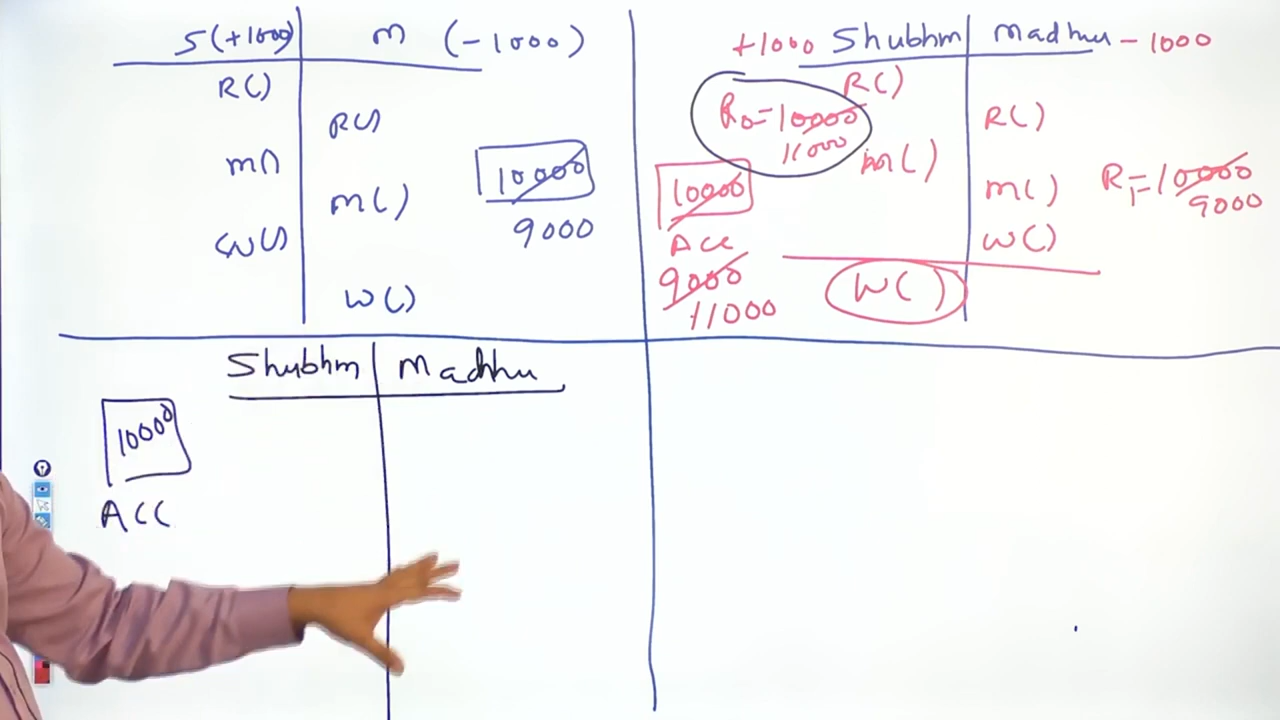 S(+1000) m (-1000)
R()
R()
m()
10000
m()
9000
W()
W()
+1000 Shubhm madhu -1000
R()
R0=10000
11000
R()
m()
10000
m()
R1=10000
9000
ACC
W()
9000
11000
W()
Shubhm madhu
10000
ACC